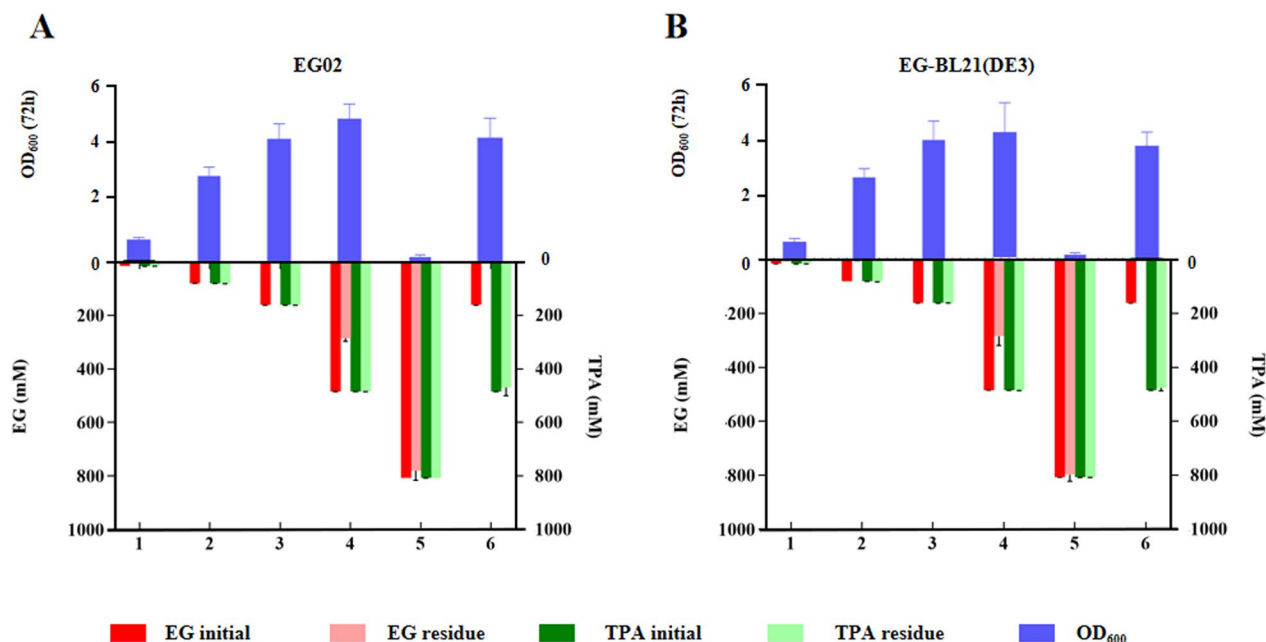 A
EG02
OD600 (72h)
6
4
2
0
0
200
400
600
800
1000
EG (mM)
200
400
600
800
1000
TPA (mM)
1 2 3 4 5 6
B
EG-BL21(DE3)
OD600 (72h)
6
4
2
0
0
-200
-400
-600
-800
1000
EG (mM)
200
400
600
800
1000
TPA (mM)
1 2 3 4 5 6
EG initial EG residue TPA initial TPA residue OD600